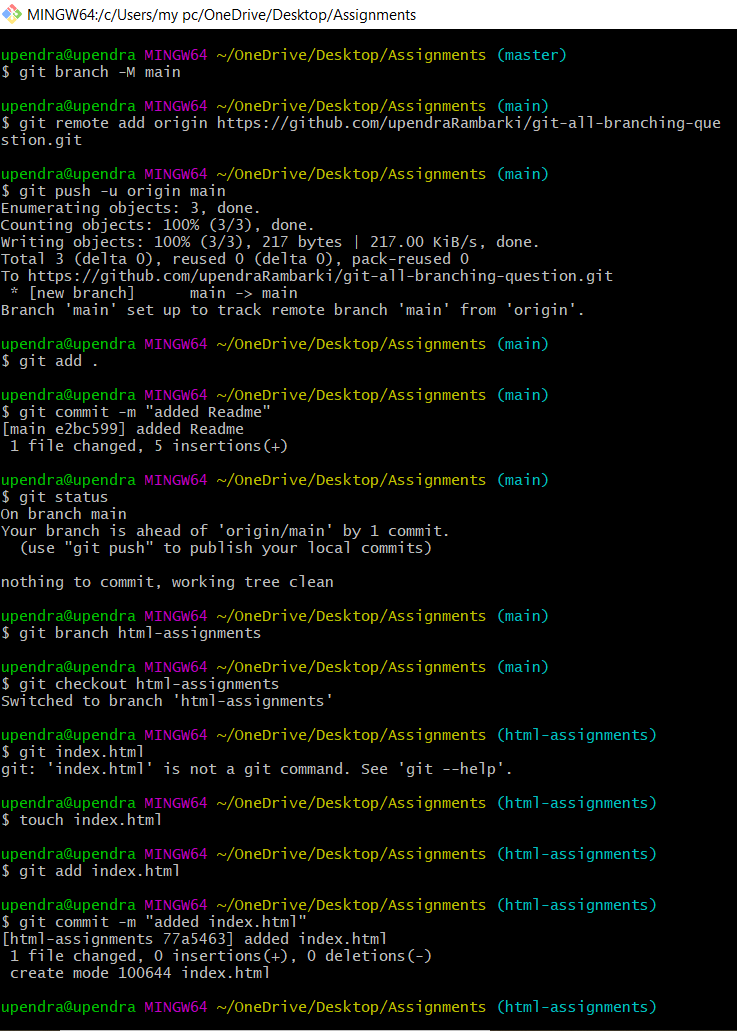 MINGW64:/c/Users/my pc/OneDrive/Desktop/Assignments
upendra@upendra MINGW64 ~/OneDrive/Desktop/Assignments (master)
$ git branch -M main
upendra@upendra MINGW64 ~/OneDrive/Desktop/Assignments (main)
$ git remote add origin https://github.com/upendraRambarki/git-all-branching-que
stion.git
upendra@upendra MINGW64 ~/OneDrive/Desktop/Assignments (main)
$ git push -u origin main
Enumerating objects: 3, done.
Counting objects: 100% (3/3), done.
Writing objects: 100% (3/3), 217 bytes | 217.00 KiB/s, done.
Total 3 (delta 0), reused 0 (delta 0), pack-reused 0
To https://github.com/upendraRambarki/git-all-branching-question.git
 * [new branch]      main -> main
Branch 'main' set up to track remote branch 'main' from 'origin'.
upendra@upendra MINGW64 ~/OneDrive/Desktop/Assignments (main)
$ git add .
upendra@upendra MINGW64 ~/OneDrive/Desktop/Assignments (main)
$ git commit -m "added Readme"
[main e2bc599] added Readme
 1 file changed, 5 insertions(+)
upendra@upendra MINGW64 ~/OneDrive/Desktop/Assignments (main)
$ git status
On branch main
Your branch is ahead of 'origin/main' by 1 commit.
  (use "git push" to publish your local commits)
nothing to commit, working tree clean
upendra@upendra MINGW64 ~/OneDrive/Desktop/Assignments (main)
$ git branch html-assignments
upendra@upendra MINGW64 ~/OneDrive/Desktop/Assignments (main)
$ git checkout html-assignments
Switched to branch 'html-assignments'
upendra@upendra MINGW64 ~/OneDrive/Desktop/Assignments (html-assignments)
$ git index.html
git: 'index.html' is not a git command. See 'git --help'.
upendra@upendra MINGW64 ~/OneDrive/Desktop/Assignments (html-assignments)
$ touch index.html
upendra@upendra MINGW64 ~/OneDrive/Desktop/Assignments (html-assignments)
$ git add index.html
upendra@upendra MINGW64 ~/OneDrive/Desktop/Assignments (html-assignments)
$ git commit -m "added index.html"
[html-assignments 77a5463] added index.html
 1 file changed, 0 insertions(+), 0 deletions(-)
 create mode 100644 index.html
upendra@upendra MINGW64 ~/OneDrive/Desktop/Assignments (html-assignments)